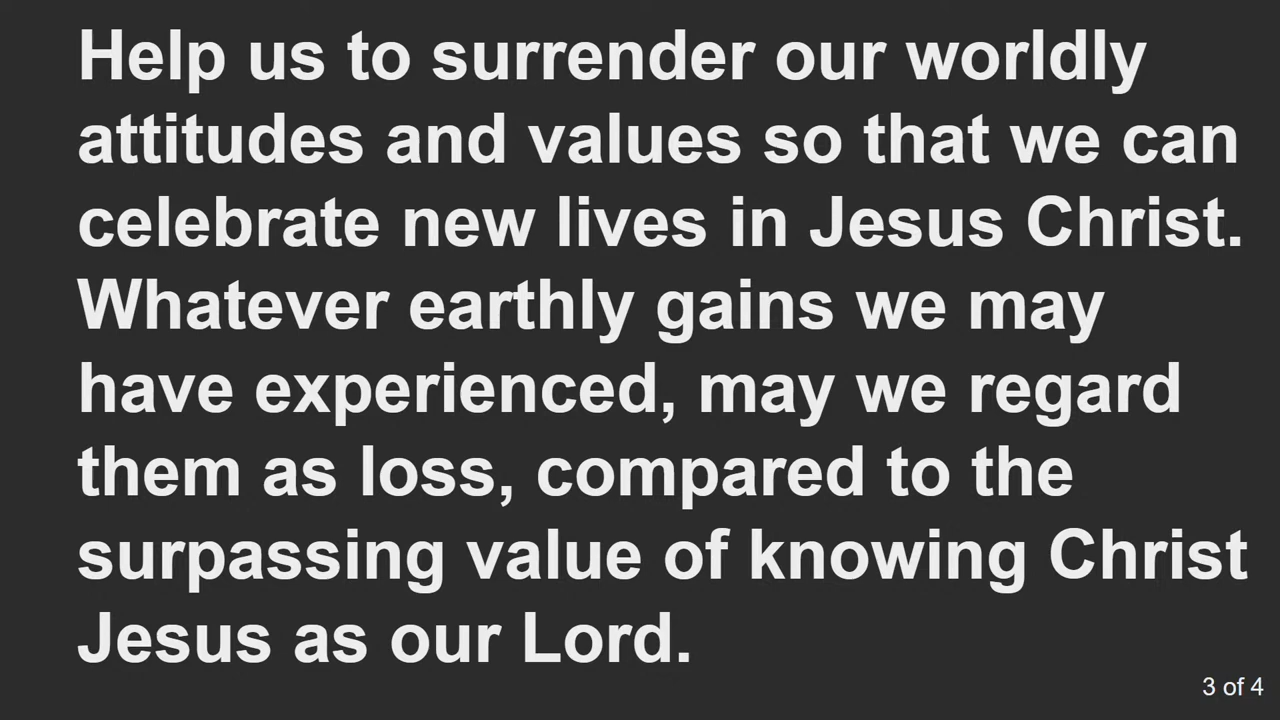 Help us to surrender our worldly
attitudes and values so that we can
celebrate new lives in Jesus Christ.
Whatever earthly gains we may
have experienced, may we regard
them as loss, compared to the
surpassing value of knowing Christ
Jesus as our Lord.
3 of 4